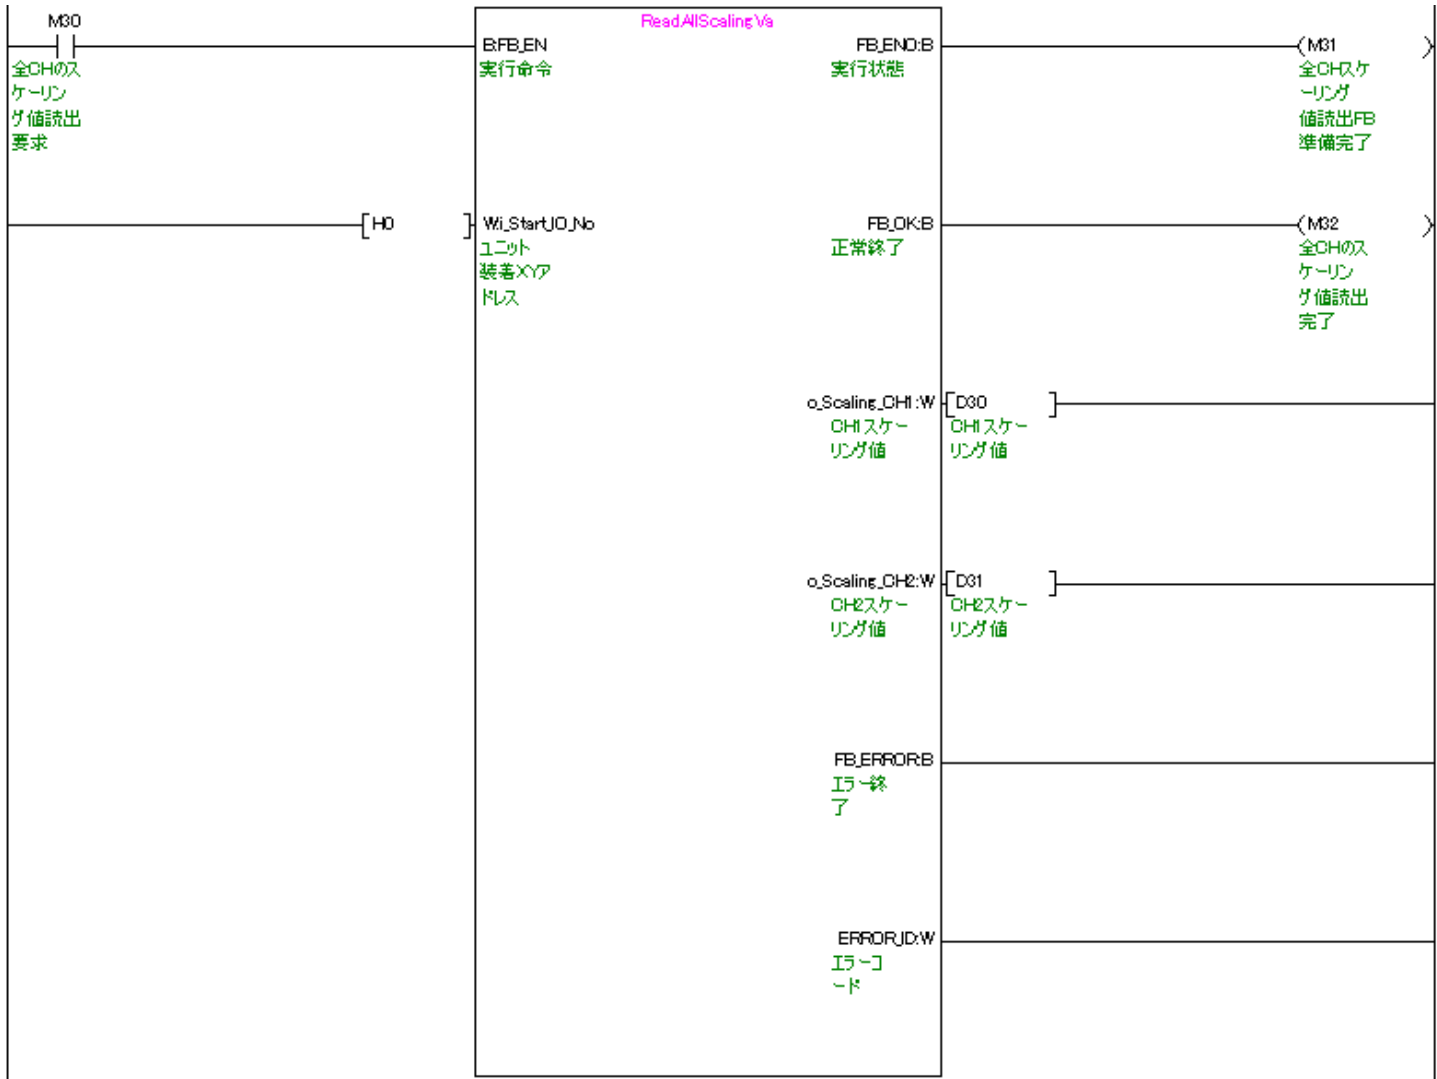 M30
ReadAllScalingVa
B:FB_EN
FB_ENO:B
M31
全CHのス
ケーリン
グ値読出
要求
実行命令
実行状態
全CHスケ
ーリング
値読出FB
準備完了
H0
W:i_Start_IO_No
FB_OK:B
M32
ユニット
装着XYア
ドレス
正常終了
全CHのス
ケーリン
グ値読出
完了
o_Scaling_CH1:W
D30
CH1スケー
リング値
CH1スケー
リング値
o_Scaling_CH2:W
D31
CH2スケー
リング値
CH2スケー
リング値
FB_ERROR:B
エラー終
了
ERROR_ID:W
エラーコ
ード